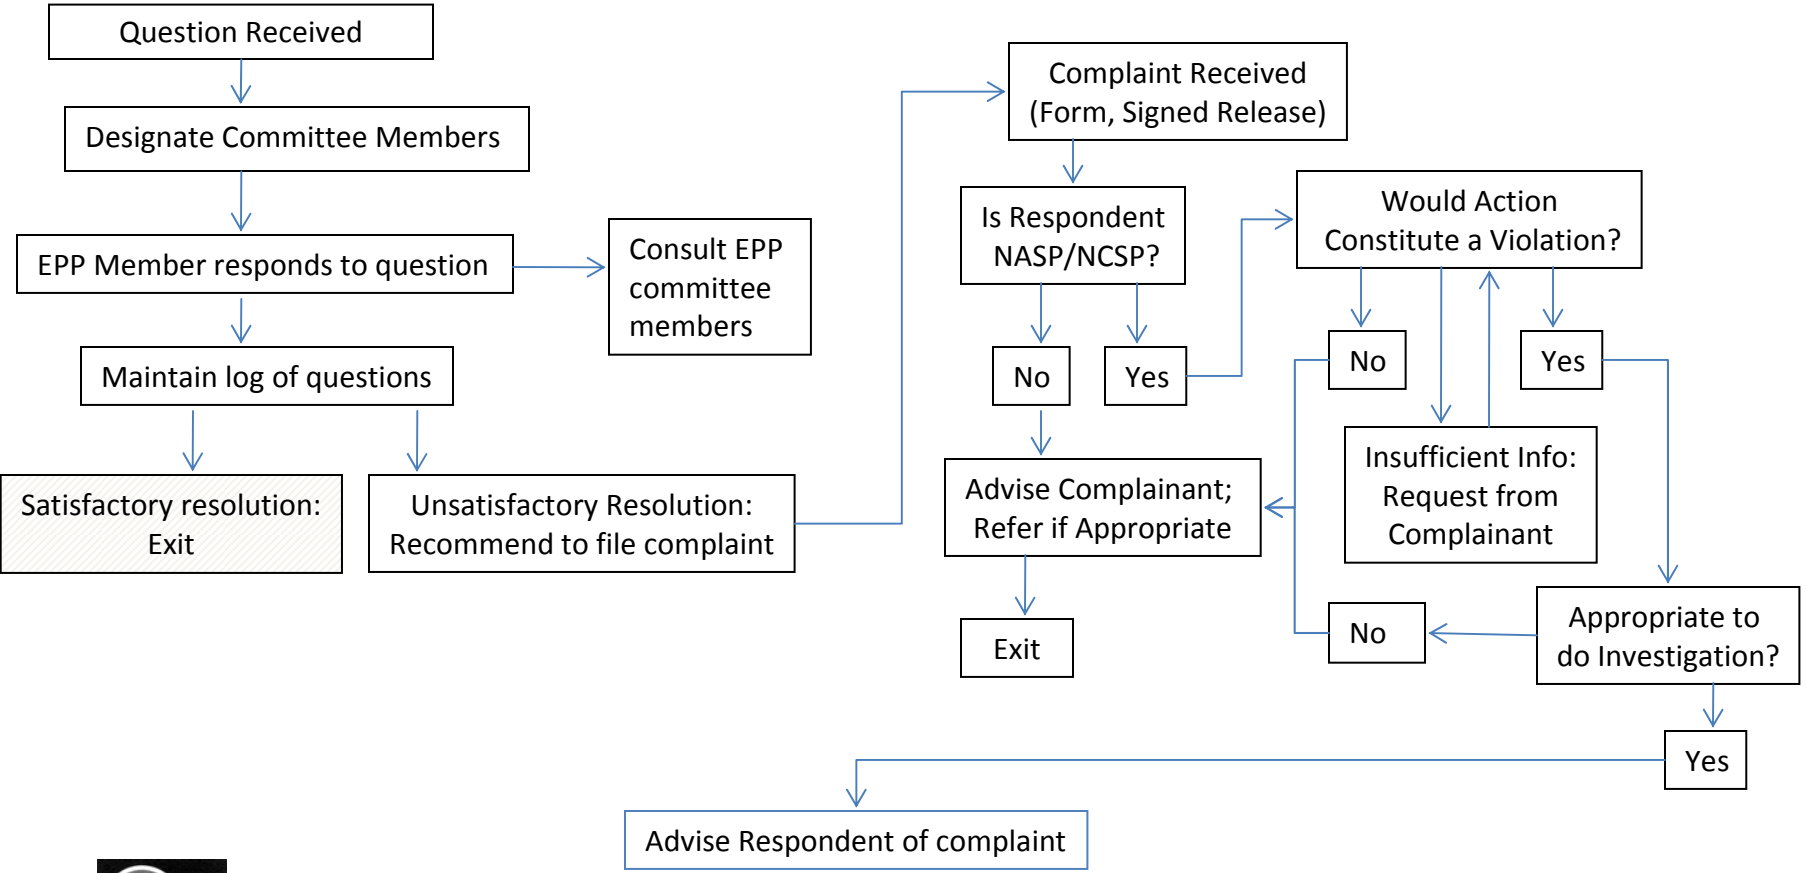 Question Received
Designate Committee Members
EPP Member responds to question
Consult EPP
committee
members
Maintain log of questions
Satisfactory resolution:
Exit
Unsatisfactory Resolution:
Recommend to file complaint
Complaint Received
(Form, Signed Release)
Is Respondent
NASP/NCSP?
No
Yes
Advise Complainant;
Refer if Appropriate
Exit
Would Action
Constitute a Violation?
No
Yes
Insufficient Info:
Request from
Complainant
Appropriate to
do Investigation?
No
Yes
Advise Respondent of complaint